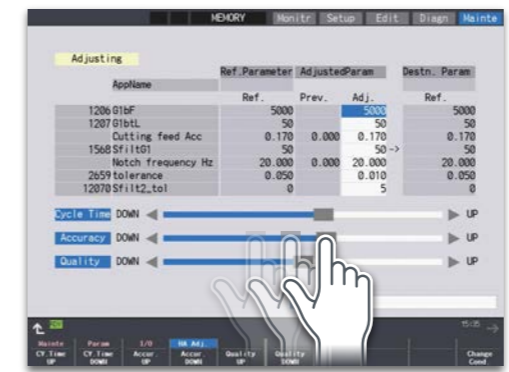 MEMORY Monitr Setup Edit Diagn Mainte
Adjusting
Ref.Parameter AdjustedParam Destn. Param
AppName
Ref. Prev. Adj. Ref.
1206 G1bF 5000 5000 5000
1207 G1btL 50 50 50
Cutting feed Acc 0.170 0.000 0.170 0.170
1568 SfiltG1 50 50 -> 50
Notch frequency Hz 20.000 0.000 20.000 20.000
2659 tolerance 0.050 0.010 0.050
12070 Sfilt2_tol 0 5 0
Cycle Time DOWN UP
Accuracy DOWN UP
Quality DOWN UP
15:35
Mainte Param I/O NA Adj.
CY.Time UP CY.Time DOWN Accur. UP Accur. DOWN Quality UP Quality DOWN Change Cond.